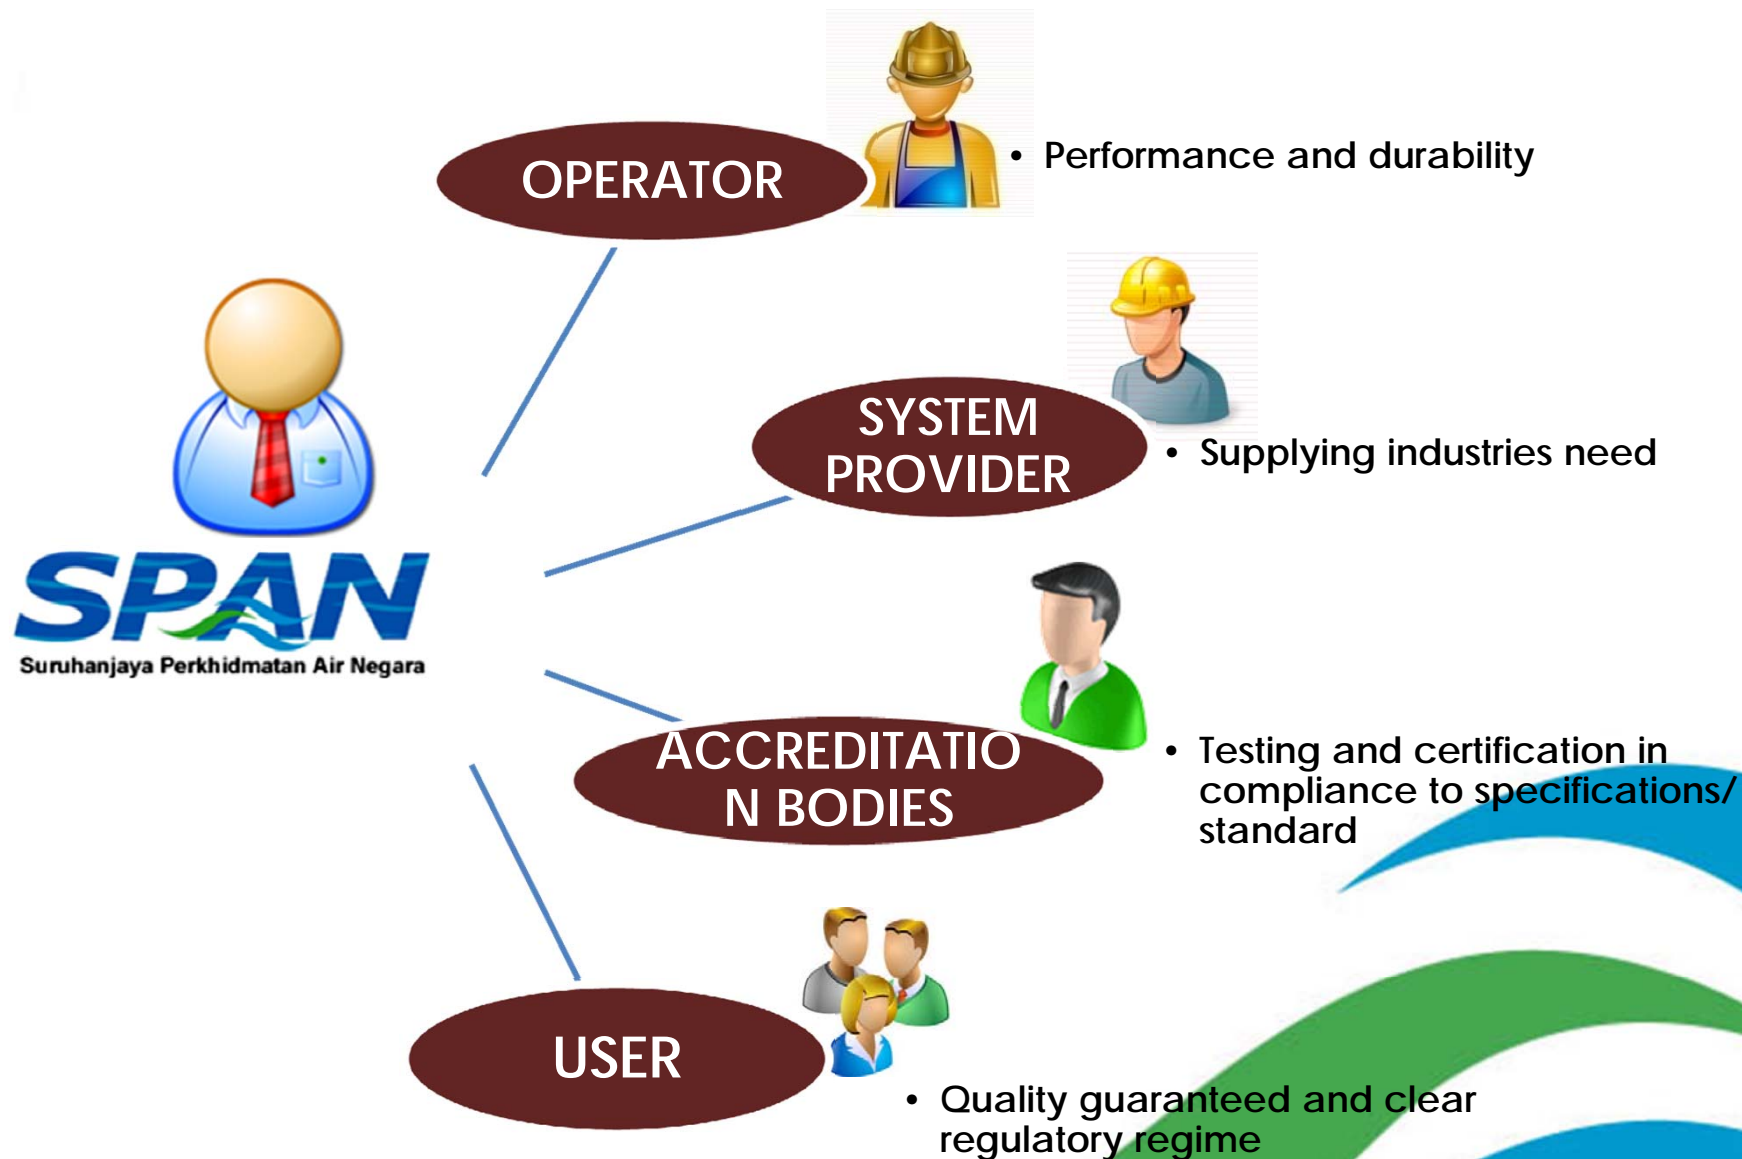 OPERATOR
• Performance and durability
SYSTEM
PROVIDER
• Supplying industries need
SPAN
Suruhanjaya Perkhidmatan Air Negara
ACCREDITATIO
N BODIES
• Testing and certification in
compliance to specifications/
standard
USER
• Quality guaranteed and clear
regulatory regime